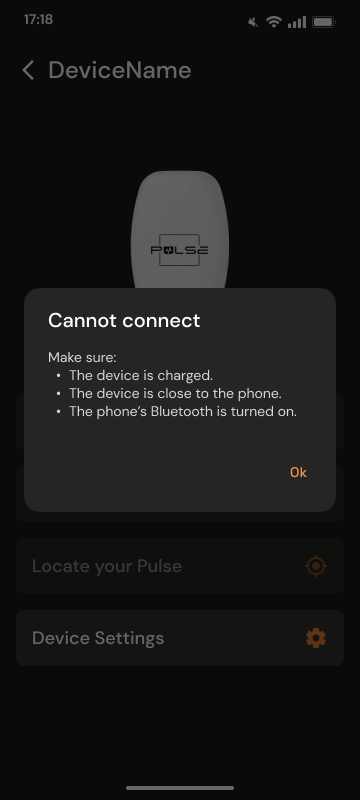 17:18
DeviceName
PULSE
Cannot connect
Make sure:
• The device is charged.
• The device is close to the phone.
• The phone’s Bluetooth is turned on.
Ok
Locate your Pulse
Device Settings